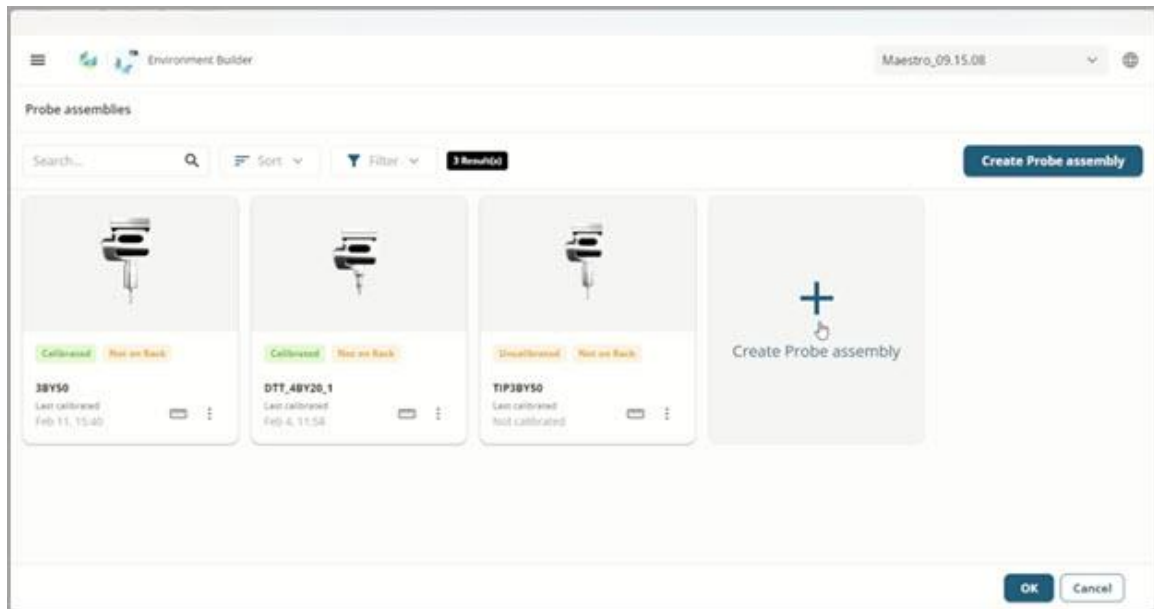 Environment Builder
Maestro_09.15.08
Probe assemblies
Search...
Sort
Filter
3 Result(s)
Create Probe assembly
Calibrated Not on Rack
3BY50
Last calibrated
Feb 11, 15:40
Calibrated Not on Rack
DTT_4BY20_1
Last calibrated
Feb 4, 11:58
Uncalibrated Not on Rack
TIP3BY50
Last calibrated
Not calibrated
Create Probe assembly
OK
Cancel